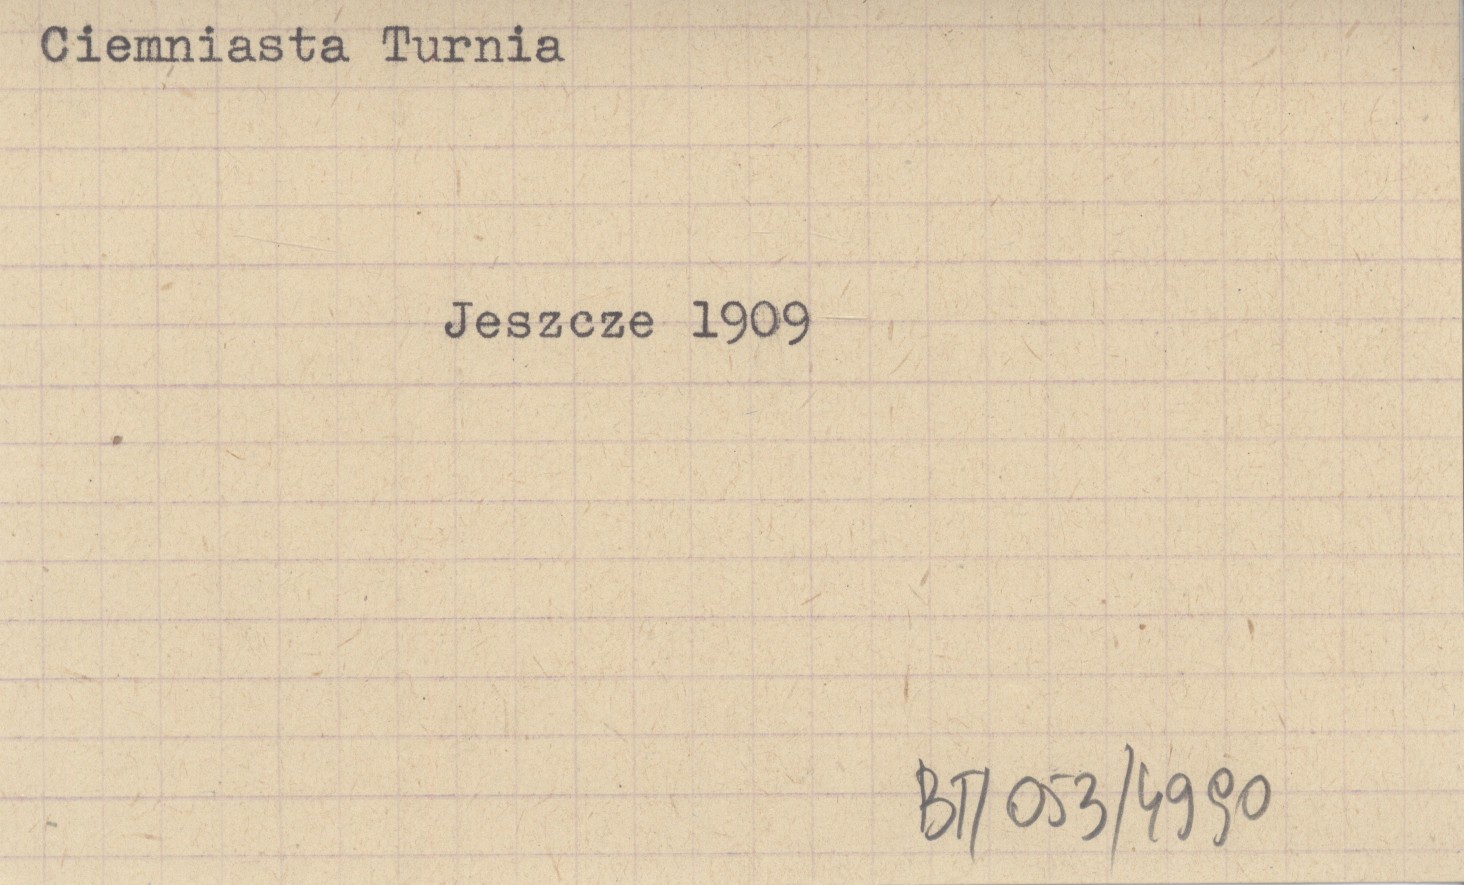 Ciemniasta Turnia
Jeszcze 1909
BT/053/4990